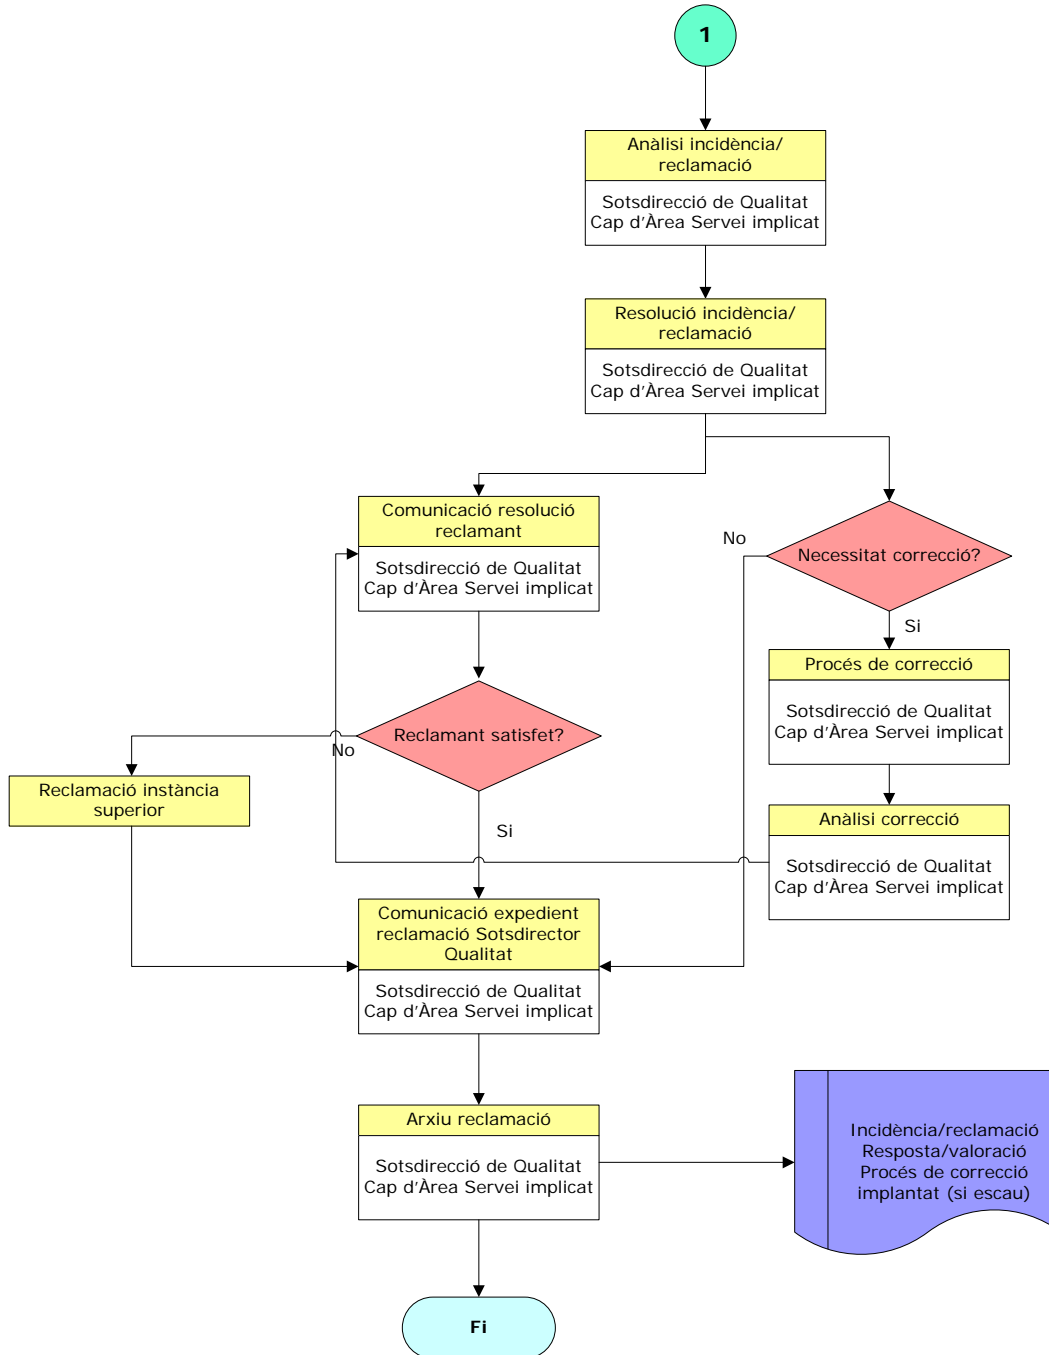 1
Anàlisi incidència/
reclamació
Sotsdirecció de Qualitat
Cap d'Àrea Servei implicat
Resolució incidència/
reclamació
Sotsdirecció de Qualitat
Cap d'Àrea Servei implicat
Comunicació resolució
reclamant
Sotsdirecció de Qualitat
Cap d'Àrea Servei implicat
No
Necessitat correcció?
Si
Procés de correcció
Sotsdirecció de Qualitat
Cap d'Àrea Servei implicat
Reclamant satisfet?
No
Si
Reclamació instància
superior
Anàlisi correcció
Sotsdirecció de Qualitat
Cap d'Àrea Servei implicat
Comunicació expedient
reclamació Sotsdirector
Qualitat
Sotsdirecció de Qualitat
Cap d'Àrea Servei implicat
Arxiu reclamació
Sotsdirecció de Qualitat
Cap d'Àrea Servei implicat
Incidència/reclamació
Resposta/valoració
Procés de correcció
implantat (si escau)
Fi